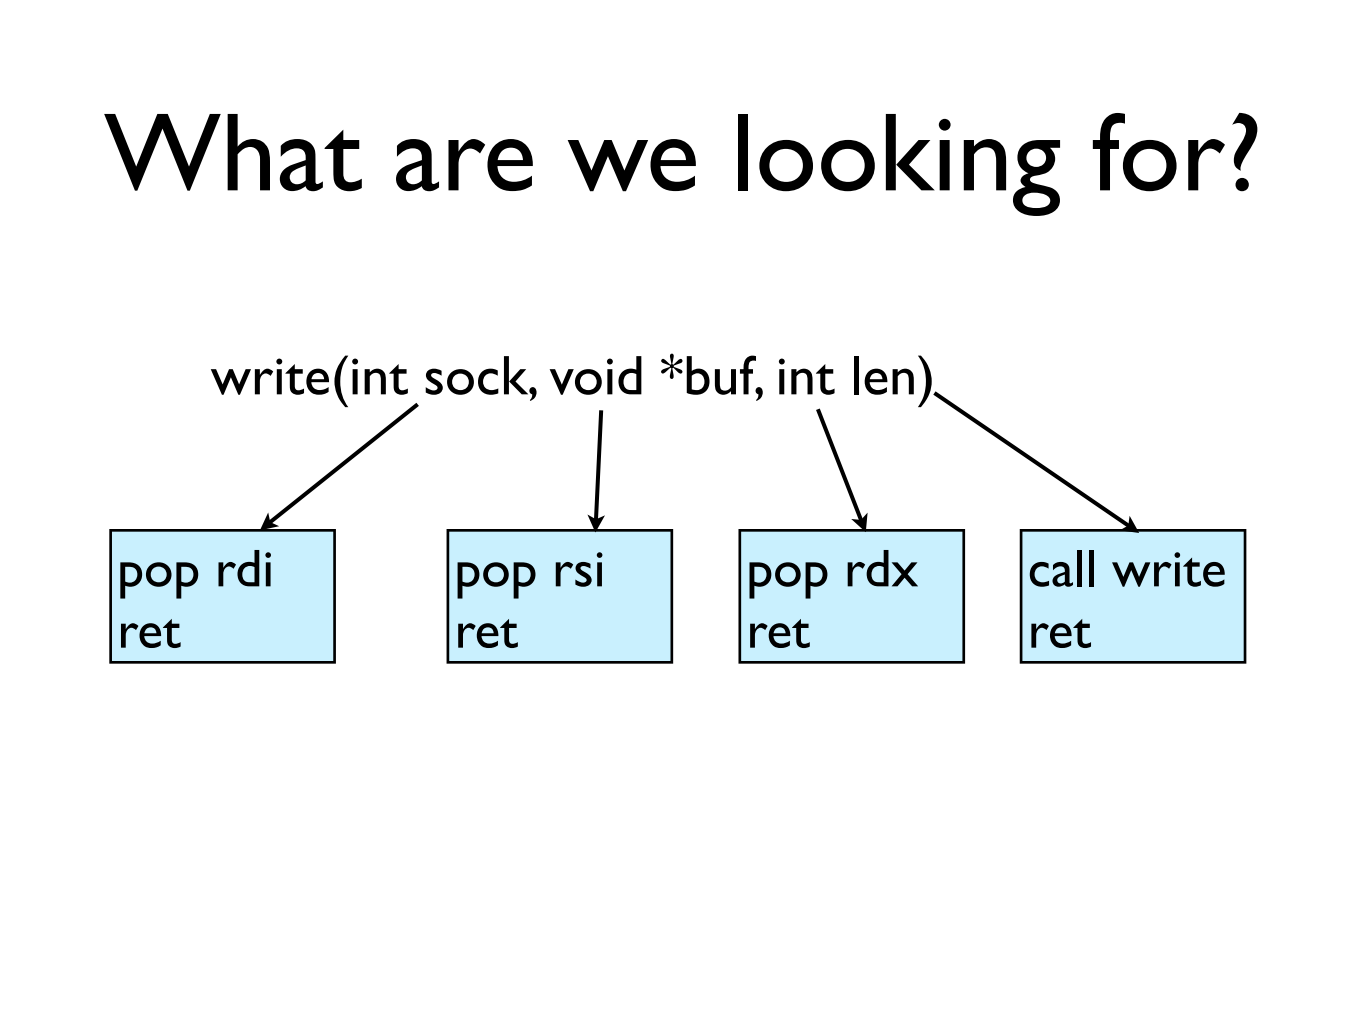 What are we looking for?
write(int sock, void *buf, int len)
pop rdi
ret
pop rsi
ret
pop rdx
ret
call write
ret